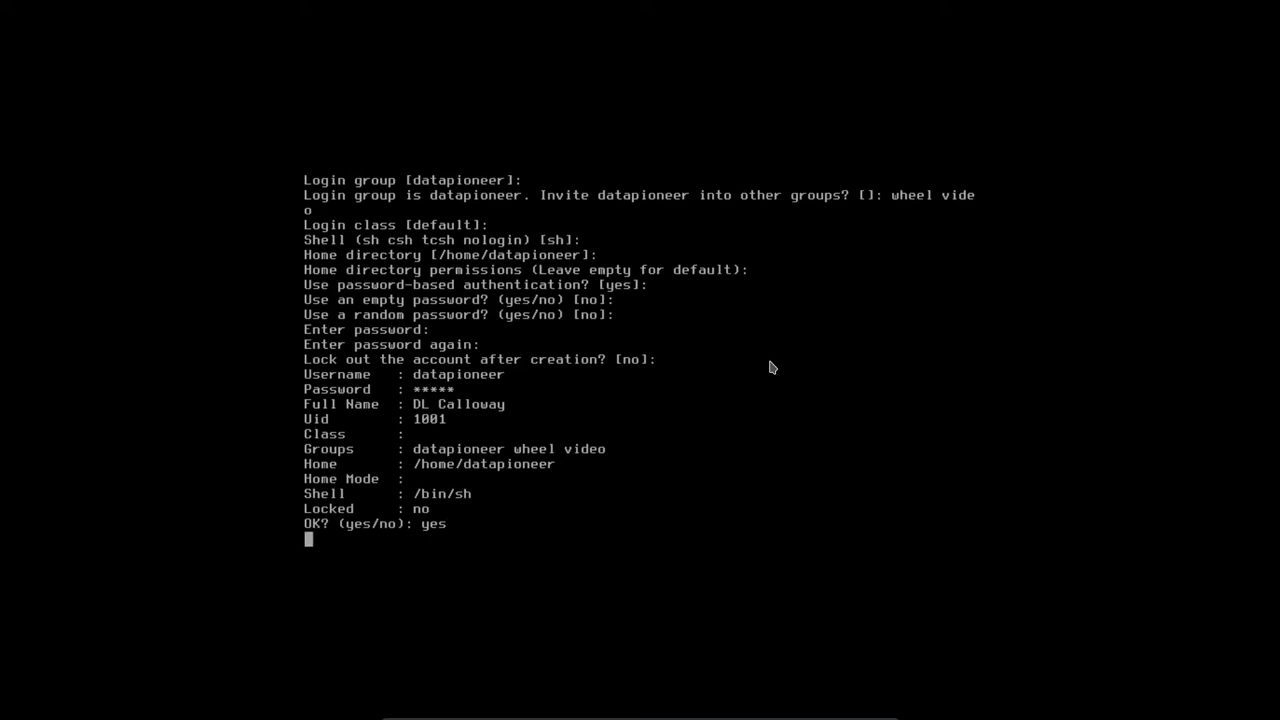 Login group [datapioneer]:
Login group is datapioneer. Invite datapioneer into other groups? []: wheel vide
o
Login class [default]:
Shell (sh csh tcsh nologin) [sh]:
Home directory [/home/datapioneer]:
Home directory permissions (Leave empty for default):
Use password-based authentication? [yes]:
Use an empty password? (yes/no) [no]:
Use a random password? (yes/no) [no]:
Enter password:
Enter password again:
Lock out the account after creation? [no]:
Username   : datapioneer
Password   : *****
Full Name  : DL Calloway
Uid        : 1001
Class      :
Groups     : datapioneer wheel video
Home       : /home/datapioneer
Home Mode  :
Shell      : /bin/sh
Locked     : no
OK? (yes/no): yes